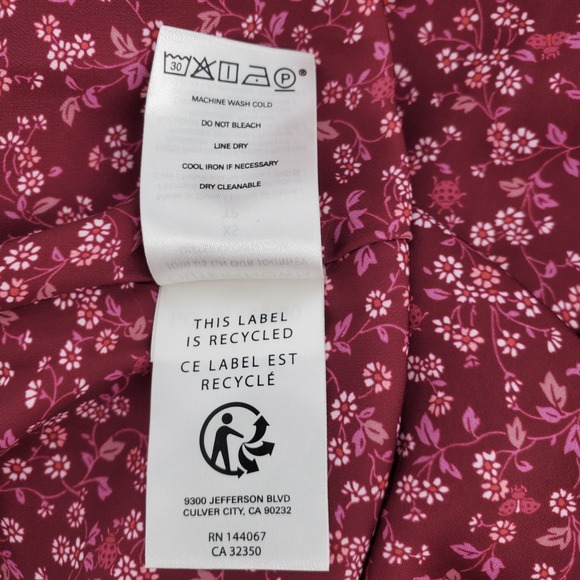 30
P
®
MACHINE WASH COLD
DO NOT BLEACH
LINE DRY
COOL IRON IF NECESSARY
DRY CLEANABLE
THIS LABEL
IS RECYCLED
CE LABEL EST
RECYCLÉ
9300 JEFFERSON BLVD
CULVER CITY, CA 90232
RN 144067
CA 32350